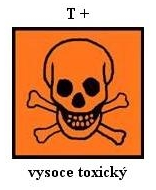 T +
vysoce toxický